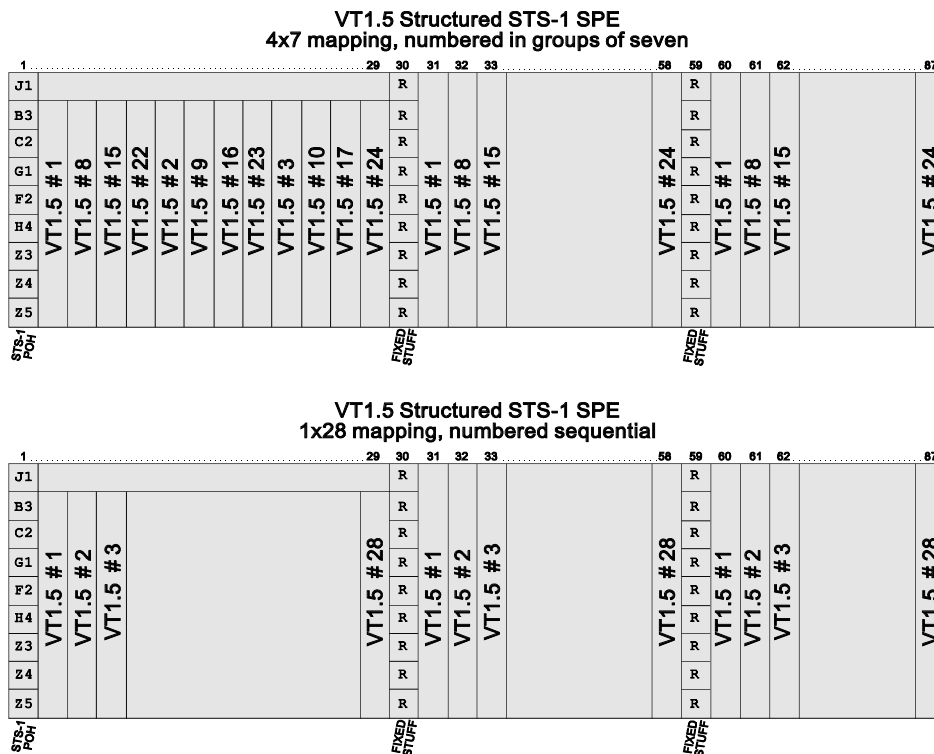 VT1.5 Structured STS-1 SPE
4x7 mapping, numbered in groups of seven
1 29 30 31 32 33 58 59 60 61 62 87
J1 R R
B3 R R
C2 R R
G1 R R
F2 R R
H4 R R
Z3 R R
Z4 R R
Z5 R R
VT1.5 #1
VT1.5 #8
VT1.5 #15
VT1.5 #22
VT1.5 #2
VT1.5 #9
VT1.5 #16
VT1.5 #23
VT1.5 #3
VT1.5 #10
VT1.5 #17
VT1.5 #24
VT1.5 #1
VT1.5 #8
VT1.5 #15
VT1.5 #24
VT1.5 #1
VT1.5 #8
VT1.5 #15
VT1.5 #24
STS-1
POH
FIXED
STUFF
FIXED
STUFF
VT1.5 Structured STS-1 SPE
1x28 mapping, numbered sequential
1 29 30 31 32 33 58 59 60 61 62 87
J1 R R
B3 R R
C2 R R
G1 R R
F2 R R
H4 R R
Z3 R R
Z4 R R
Z5 R R
VT1.5 #1
VT1.5 #2
VT1.5 #3
VT1.5 #28
VT1.5 #1
VT1.5 #2
VT1.5 #3
VT1.5 #28
VT1.5 #1
VT1.5 #2
VT1.5 #3
VT1.5 #28
STS-1
POH
FIXED
STUFF
FIXED
STUFF